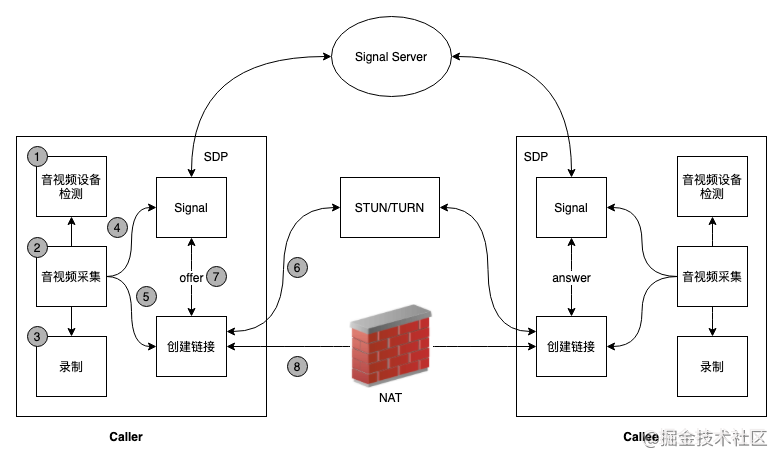 Signal Server
SDP
SDP
1
音视频设备
检测
Signal
STUN/TURN
Signal
音视频设备
检测
4
2
音视频采集
offer
7
6
answer
音视频采集
5
3
录制
创建链接
8
创建链接
录制
NAT
Caller
Callee
@掘金技术社区